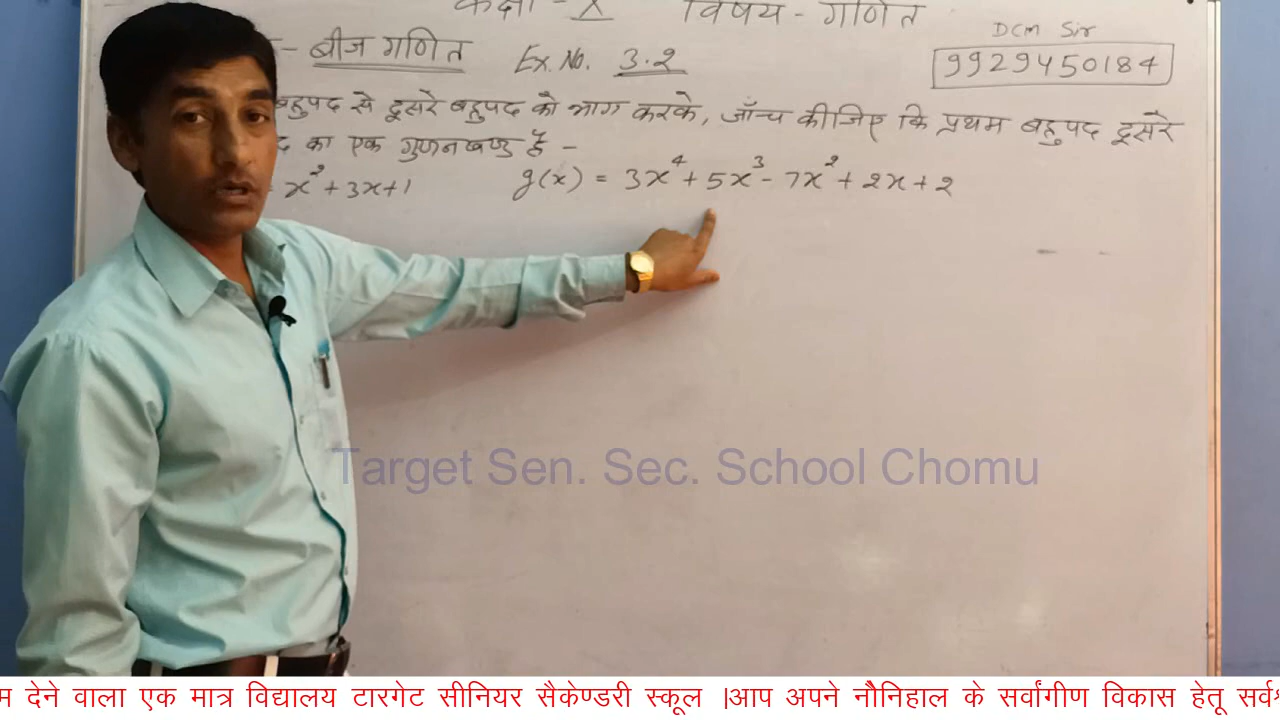 कक्षा - X विषय - गणित
DCM Sir
- बीज गणित Ex. No. 3.2 9929450184
बहुपद से दूसरे बहुपद को भाग करके, जाँच कीजिए कि प्रथम बहुपद दूसरे
का एक गुणनखण्ड है -
= x² + 3x + 1 g(x) = 3x⁴ + 5x³ - 7x² + 2x + 2
Target Sen. Sec. School Chomu
देने वाला एक मात्र विद्यालय टारगेट सीनियर सैकेण्डरी स्कूल |आप अपने नौेनिहाल के सर्वांगीण विकास हेतू